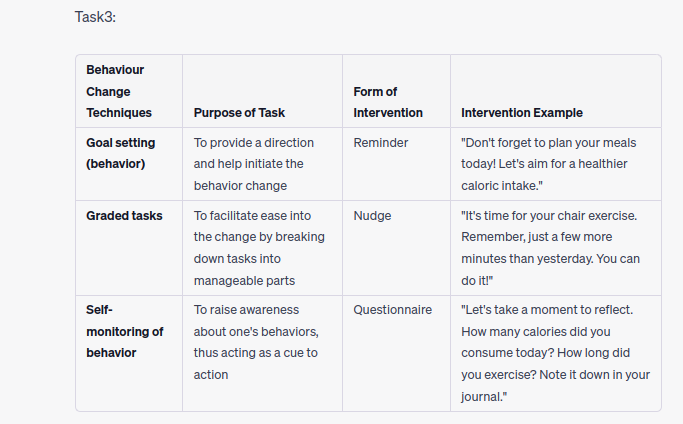 Task3:
Behaviour
Change
Techniques
Purpose of Task
Form of
Intervention
Intervention Example
Goal setting
(behavior)
To provide a direction
and help initiate the
behavior change
Reminder
"Don't forget to plan your meals
today! Let's aim for a healthier
caloric intake."
Graded tasks
To facilitate ease into
the change by breaking
down tasks into
manageable parts
Nudge
"It's time for your chair exercise.
Remember, just a few more
minutes than yesterday. You can
do it!"
Self-
monitoring of
behavior
To raise awareness
about one's behaviors,
thus acting as a cue to
action
Questionnaire
"Let's take a moment to reflect.
How many calories did you
consume today? How long did
you exercise? Note it down in your
journal."